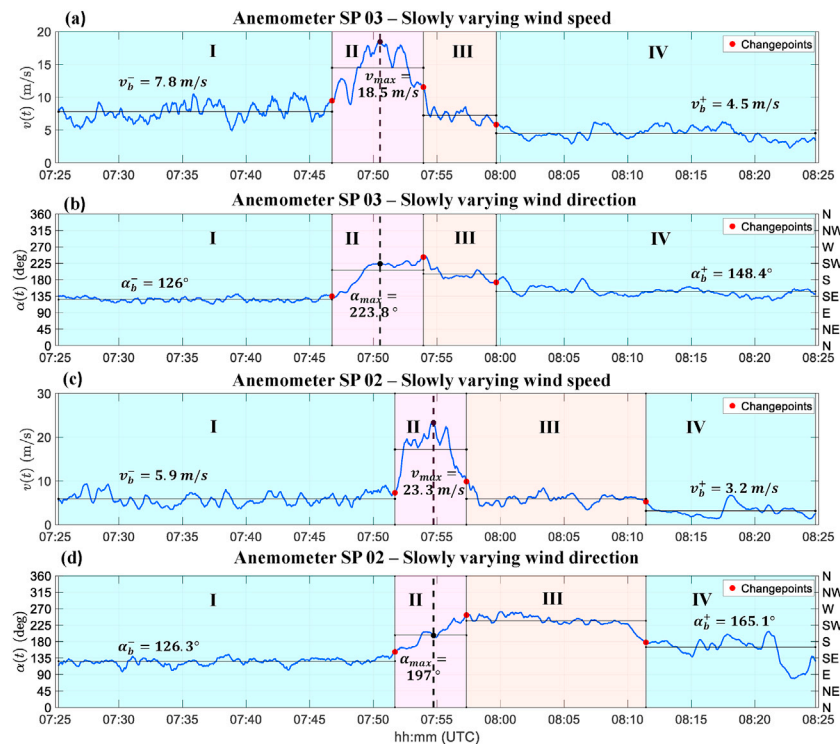 (a) Anemometer SP 03 – Slowly varying wind speed
20
15
10
5
0
v(t) (m/s)
I
II
III
IV
Changepoints
v_b^- = 7.8 m/s
v_max =
18.5 m/s
v_b^+ = 4.5 m/s
07:25 07:30 07:35 07:40 07:45 07:50 07:55 08:00 08:05 08:10 08:15 08:20 08:25
(b) Anemometer SP 03 – Slowly varying wind direction
360
315
270
225
180
135
90
45
0
α(t) (deg)
I
II
III
IV
Changepoints
α_b^- = 126°
α_max =
223.8°
α_b^+ = 148.4°
N
NW
W
SW
S
SE
E
NE
N
07:25 07:30 07:35 07:40 07:45 07:50 07:55 08:00 08:05 08:10 08:15 08:20 08:25
(c) Anemometer SP 02 – Slowly varying wind speed
30
20
10
0
v(t) (m/s)
I
II
III
IV
Changepoints
v_b^- = 5.9 m/s
v_max =
23.3 m/s
v_b^+ = 3.2 m/s
07:25 07:30 07:35 07:40 07:45 07:50 07:55 08:00 08:05 08:10 08:15 08:20 08:25
(d) Anemometer SP 02 – Slowly varying wind direction
360
315
270
225
180
135
90
45
0
α(t) (deg)
I
II
III
IV
Changepoints
α_b^- = 126.3°
α_max =
197°
α_b^+ = 165.1°
N
NW
W
SW
S
SE
E
NE
N
07:25 07:30 07:35 07:40 07:45 07:50 07:55 08:00 08:05 08:10 08:15 08:20 08:25
hh:mm (UTC)